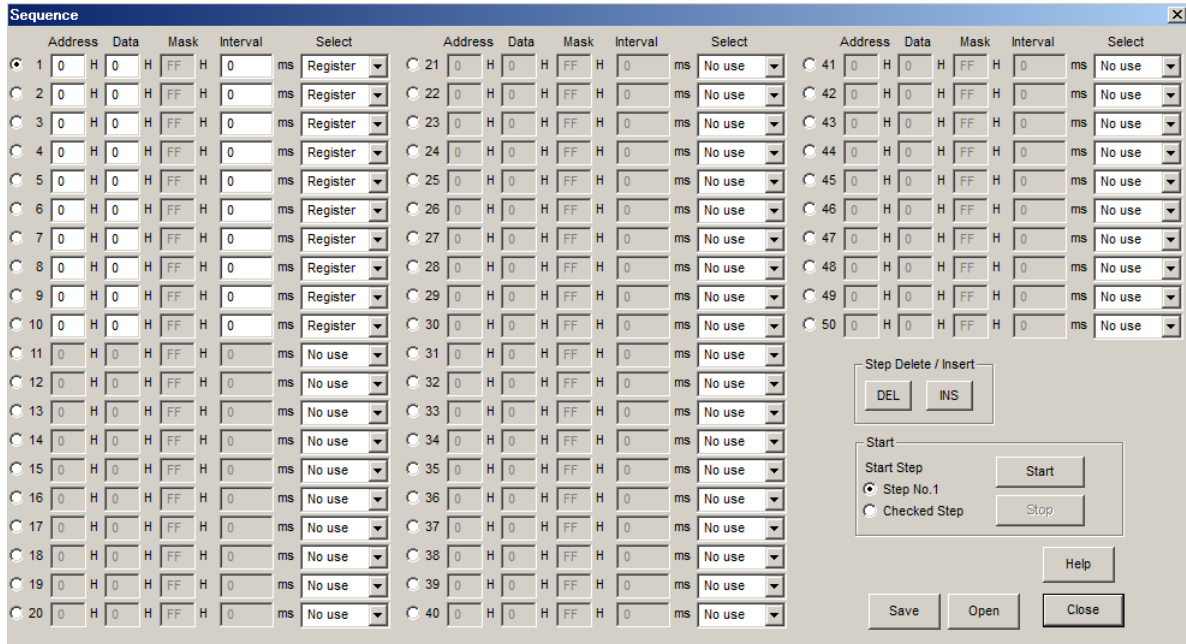 Sequence
Address Data Mask Interval Select Address Data Mask Interval Select Address Data Mask Interval Select
1 0 H 0 H FF H 0 ms Register 21 0 H 0 H FF H 0 ms No use 41 0 H 0 H FF H 0 ms No use
2 0 H 0 H FF H 0 ms Register 22 0 H 0 H FF H 0 ms No use 42 0 H 0 H FF H 0 ms No use
3 0 H 0 H FF H 0 ms Register 23 0 H 0 H FF H 0 ms No use 43 0 H 0 H FF H 0 ms No use
4 0 H 0 H FF H 0 ms Register 24 0 H 0 H FF H 0 ms No use 44 0 H 0 H FF H 0 ms No use
5 0 H 0 H FF H 0 ms Register 25 0 H 0 H FF H 0 ms No use 45 0 H 0 H FF H 0 ms No use
6 0 H 0 H FF H 0 ms Register 26 0 H 0 H FF H 0 ms No use 46 0 H 0 H FF H 0 ms No use
7 0 H 0 H FF H 0 ms Register 27 0 H 0 H FF H 0 ms No use 47 0 H 0 H FF H 0 ms No use
8 0 H 0 H FF H 0 ms Register 28 0 H 0 H FF H 0 ms No use 48 0 H 0 H FF H 0 ms No use
9 0 H 0 H FF H 0 ms Register 29 0 H 0 H FF H 0 ms No use 49 0 H 0 H FF H 0 ms No use
10 0 H 0 H FF H 0 ms Register 30 0 H 0 H FF H 0 ms No use 50 0 H 0 H FF H 0 ms No use
11 0 H 0 H FF H 0 ms No use 31 0 H 0 H FF H 0 ms No use
12 0 H 0 H FF H 0 ms No use 32 0 H 0 H FF H 0 ms No use
13 0 H 0 H FF H 0 ms No use 33 0 H 0 H FF H 0 ms No use
14 0 H 0 H FF H 0 ms No use 34 0 H 0 H FF H 0 ms No use
15 0 H 0 H FF H 0 ms No use 35 0 H 0 H FF H 0 ms No use
16 0 H 0 H FF H 0 ms No use 36 0 H 0 H FF H 0 ms No use
17 0 H 0 H FF H 0 ms No use 37 0 H 0 H FF H 0 ms No use
18 0 H 0 H FF H 0 ms No use 38 0 H 0 H FF H 0 ms No use
19 0 H 0 H FF H 0 ms No use 39 0 H 0 H FF H 0 ms No use
20 0 H 0 H FF H 0 ms No use 40 0 H 0 H FF H 0 ms No use
Step Delete / Insert
DEL INS
Start
Start Step
Step No.1
Checked Step
Start
Stop
Help
Save Open Close